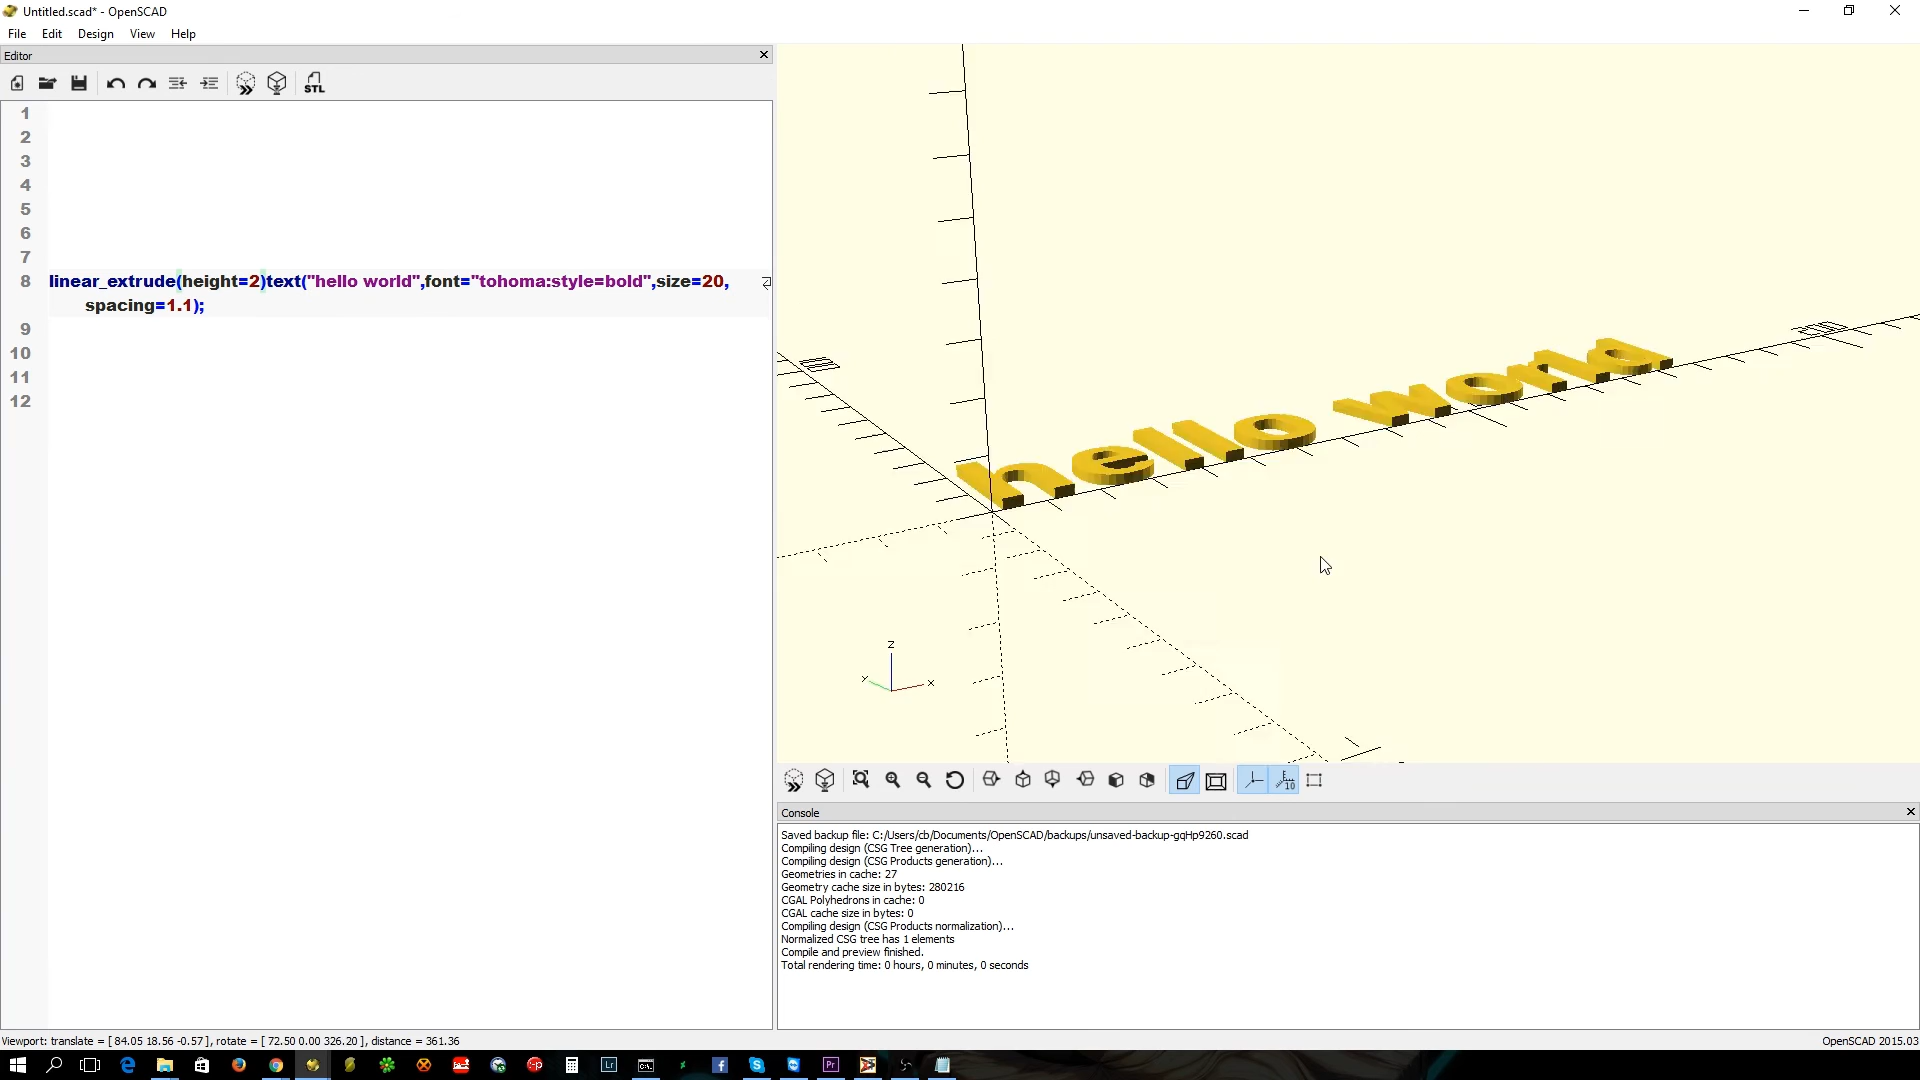 Untitled.scad* - OpenSCAD
File Edit Design View Help
Editor
STL
1
2
3
4
5
6
7
8 linear_extrude(height=2)text("hello world",font="tohoma:style=bold",size=20,
spacing=1.1);
9
10
11
12
hello world
z
y
x
10
Console
Saved backup file: C:/Users/cb/Documents/OpenSCAD/backups/unsaved-backup-gqHp9260.scad
Compiling design (CSG Tree generation)...
Compiling design (CSG Products generation)...
Geometries in cache: 27
Geometry cache size in bytes: 280216
CGAL Polyhedrons in cache: 0
CGAL cache size in bytes: 0
Compiling design (CSG Products normalization)...
Normalized CSG tree has 1 elements
Compile and preview finished.
Total rendering time: 0 hours, 0 minutes, 0 seconds
Viewport: translate = [ 84.05 18.56 -0.57 ], rotate = [ 72.50 0.00 326.20 ], distance = 361.36
OpenSCAD 2015.03
Lr
C:\.
Pr